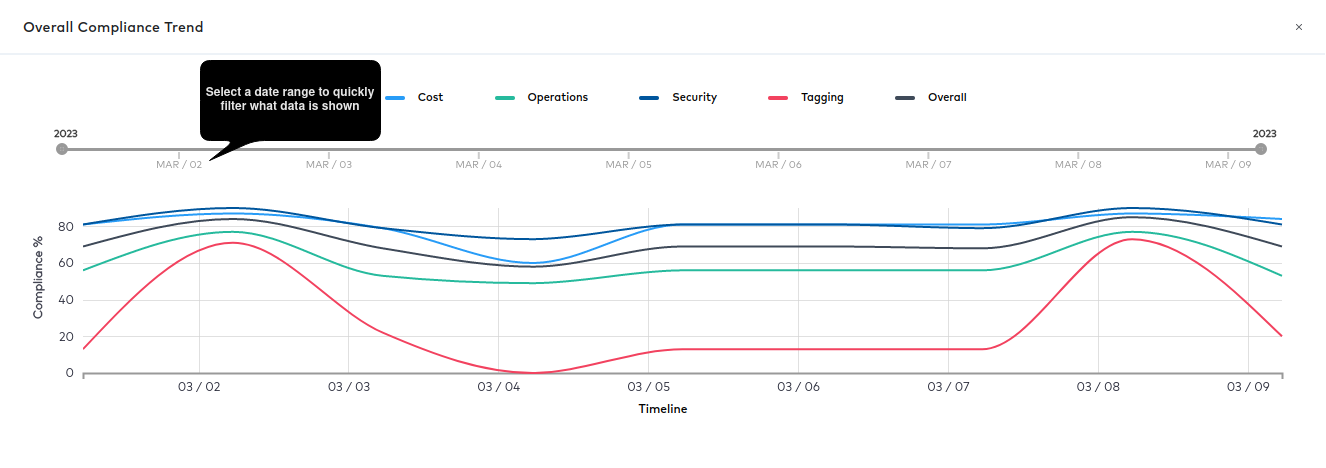 Overall Compliance Trend ×
Select a date range to quickly
filter what data is shown
Cost Operations Security Tagging Overall
2023 2023
MAR / 02 MAR / 03 MAR / 04 MAR / 05 MAR / 06 MAR / 07 MAR / 08 MAR / 09
Compliance %
80
60
40
20
0
03 / 02 03 / 03 03 / 04 03 / 05 03 / 06 03 / 07 03 / 08 03 / 09
Timeline